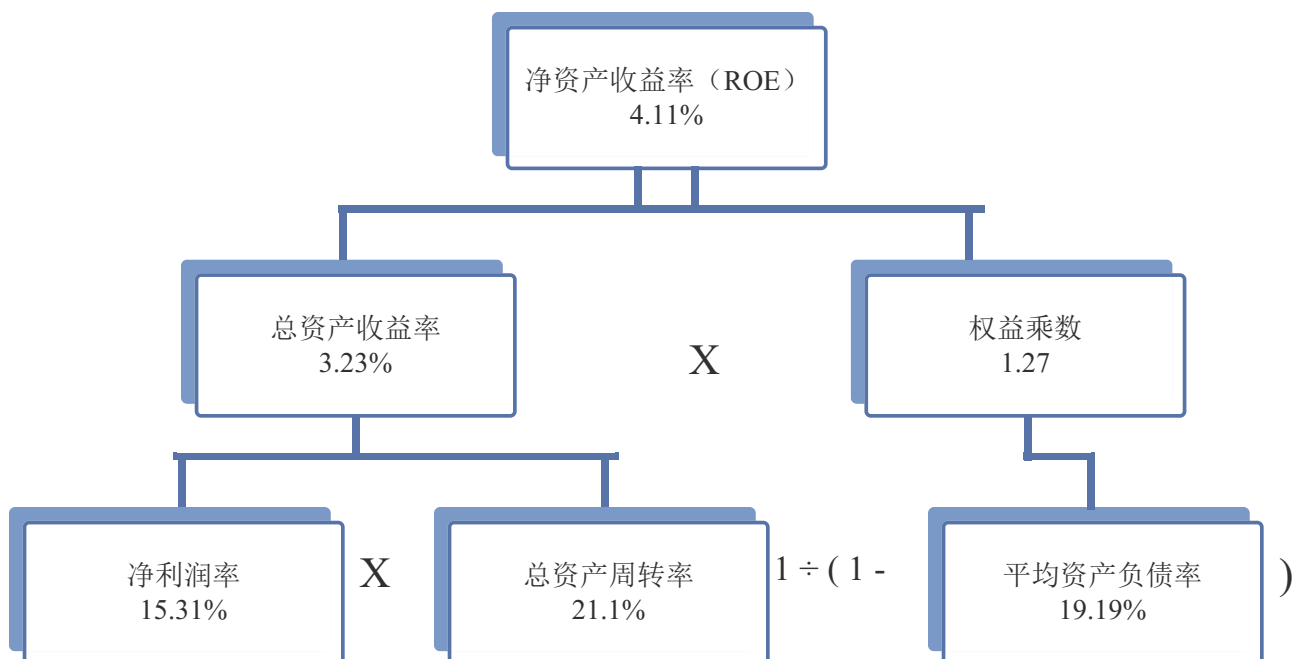 净资产收益率（ROE）
4.11%
总资产收益率
3.23%
X
权益乘数
1.27
净利润率
15.31%
X
总资产周转率
21.1%
1 ÷ ( 1 -
平均资产负债率
19.19%
)